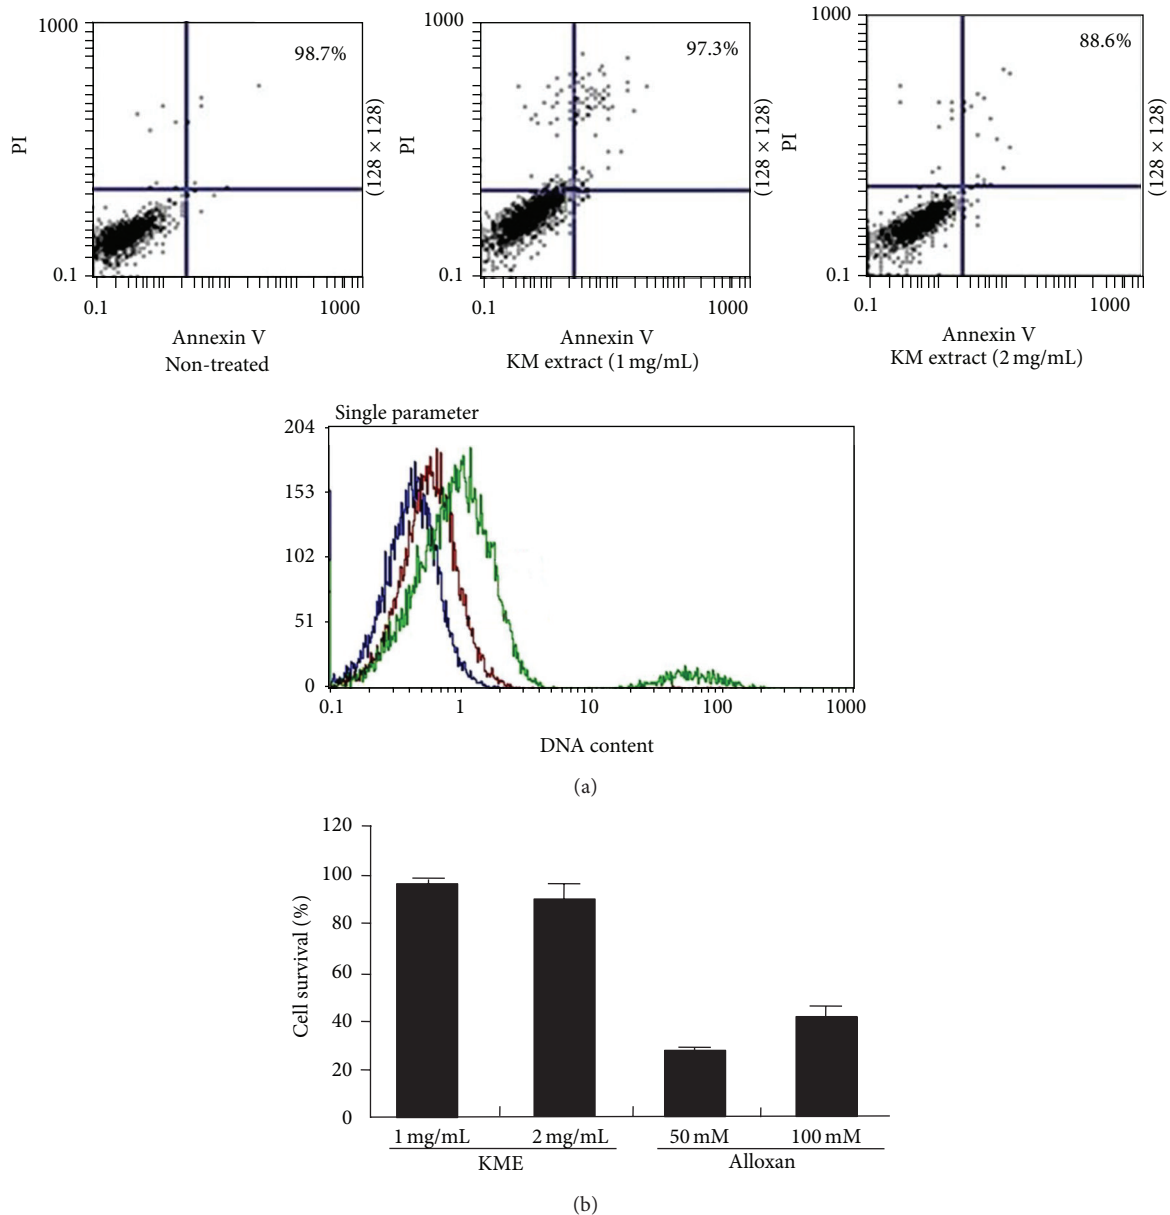 1000
98.7%
PI
(128 × 128)
0.1
0.1
1000
Annexin V
Non-treated
1000
97.3%
PI
(128 × 128)
0.1
0.1
1000
Annexin V
KM extract (1 mg/mL)
1000
88.6%
PI
(128 × 128)
0.1
0.1
1000
Annexin V
KM extract (2 mg/mL)
Single parameter
204
153
102
51
0
0.1
1
10
100
1000
DNA content
(a)
120
100
80
60
40
20
0
Cell survival (%)
1 mg/mL
2 mg/mL
50 mM
100 mM
KME
Alloxan
(b)